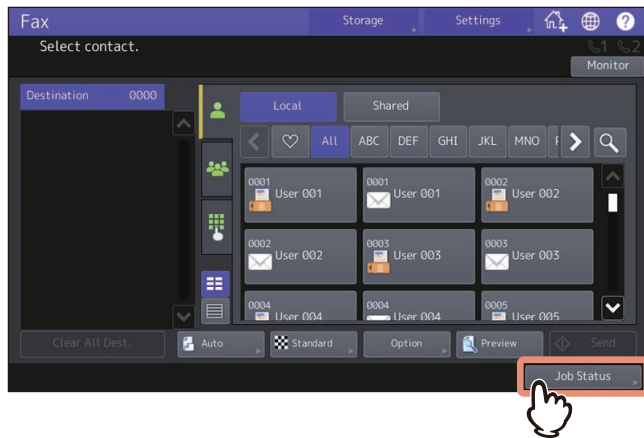 Fax
Storage
Settings
?
Select contact.
1 2
Monitor
Destination 0000
Local
Shared
All ABC DEF GHI JKL MNO
0001
User 001
0001
User 001
0002
User 002
0002
User 002
0003
User 003
0003
User 003
0004
User 004
0004
User 004
0005
User 005
Clear All Dest.
Auto
Standard
Option
Preview
Send
Job Status